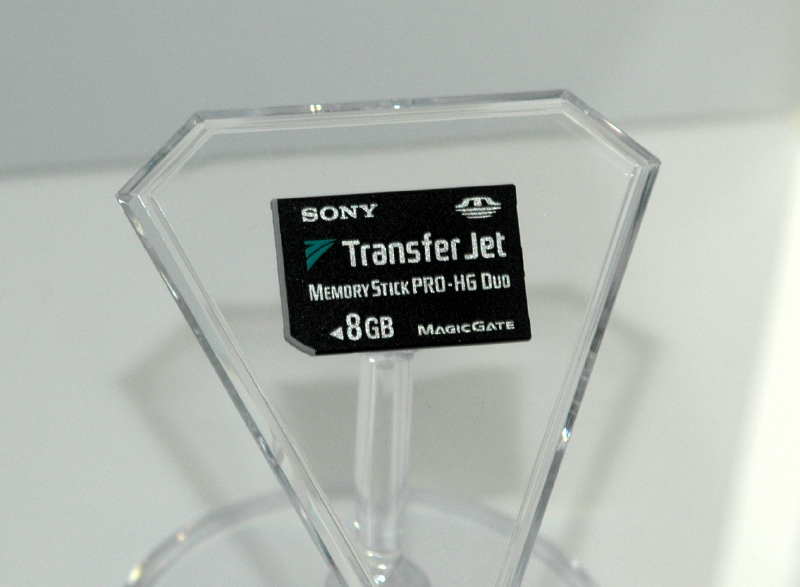 SONY
TransferJet
MEMORY STICK PRO-HG DUO
8GB MAGICGATE